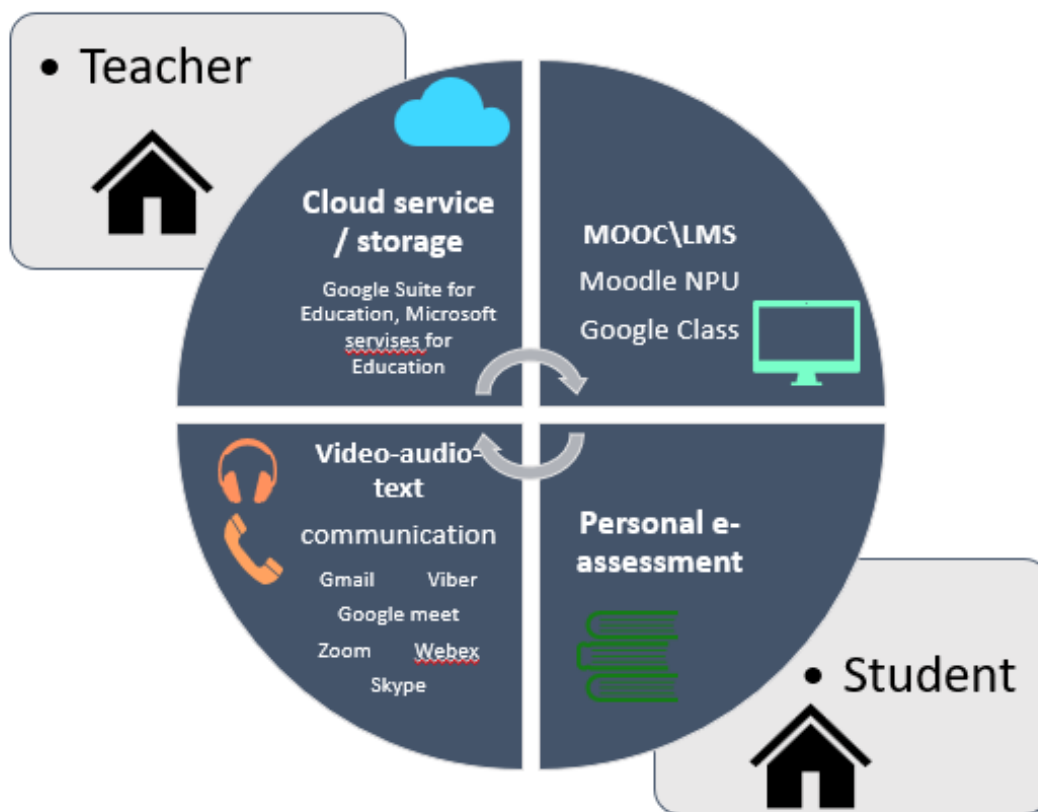 • Teacher
Cloud service
/ storage
Google Suite for
Education, Microsoft
servises for
Education
MOOC\LMS
Moodle NPU
Google Class
Video-audio-
text
communication
Gmail Viber
Google meet
Zoom Webex
Skype
Personal e-
assessment
• Student